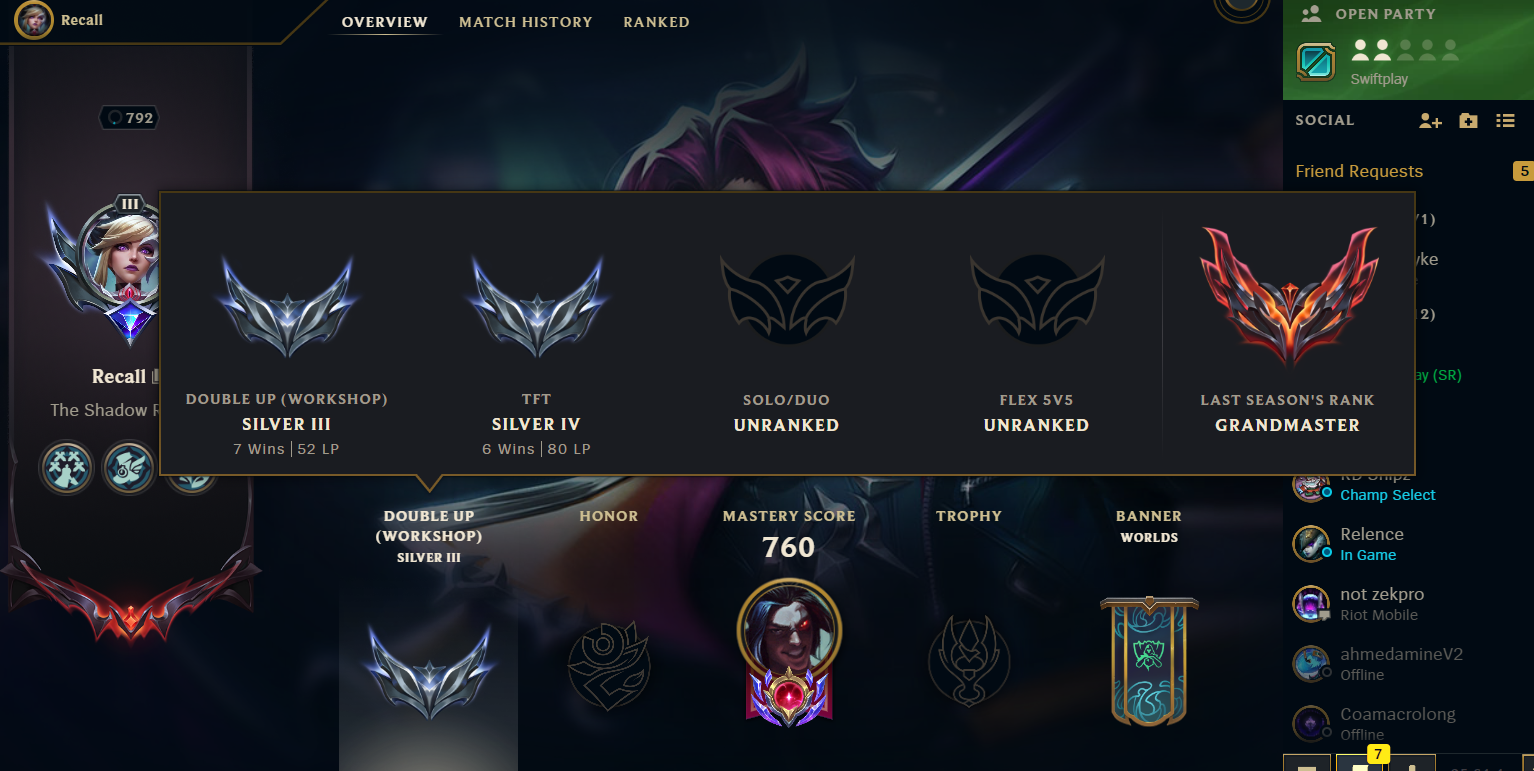 Recall
OVERVIEW
MATCH HISTORY
RANKED
OPEN PARTY
Swiftplay
SOCIAL
Friend Requests
5
792
III
Recall
The Shadow
DOUBLE UP (WORKSHOP)
SILVER III
7 Wins | 52 LP
TFT
SILVER IV
6 Wins | 80 LP
SOLO/DUO
UNRANKED
FLEX 5V5
UNRANKED
LAST SEASON'S RANK
GRANDMASTER
/1)
yke
2)
ay (SR)
DOUBLE UP
(WORKSHOP)
SILVER III
HONOR
MASTERY SCORE
760
TROPHY
BANNER
WORLDS
Champ Select
Relence
In Game
not zekpro
Riot Mobile
ahmedamineV2
Offline
Coamacrolong
Offline
7